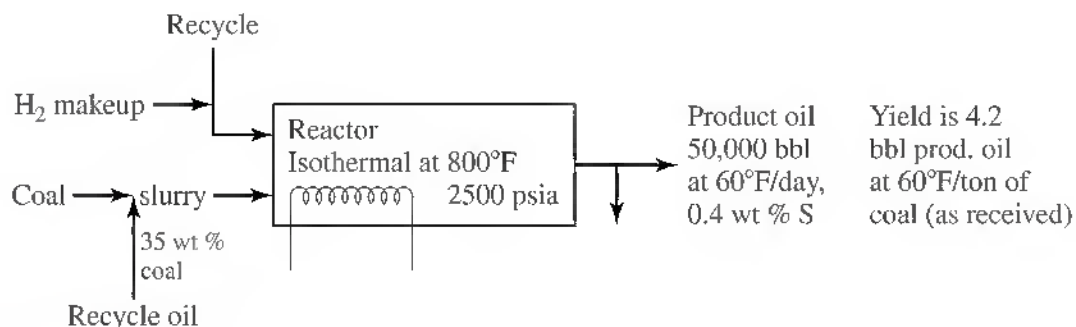 Recycle
H₂ makeup
Reactor
Isothermal at 800°F
2500 psia
Coal
slurry
35 wt %
coal
Recycle oil
Product oil
50,000 bbl
at 60°F/day,
0.4 wt % S
Yield is 4.2
bbl prod. oil
at 60°F/ton of
coal (as received)